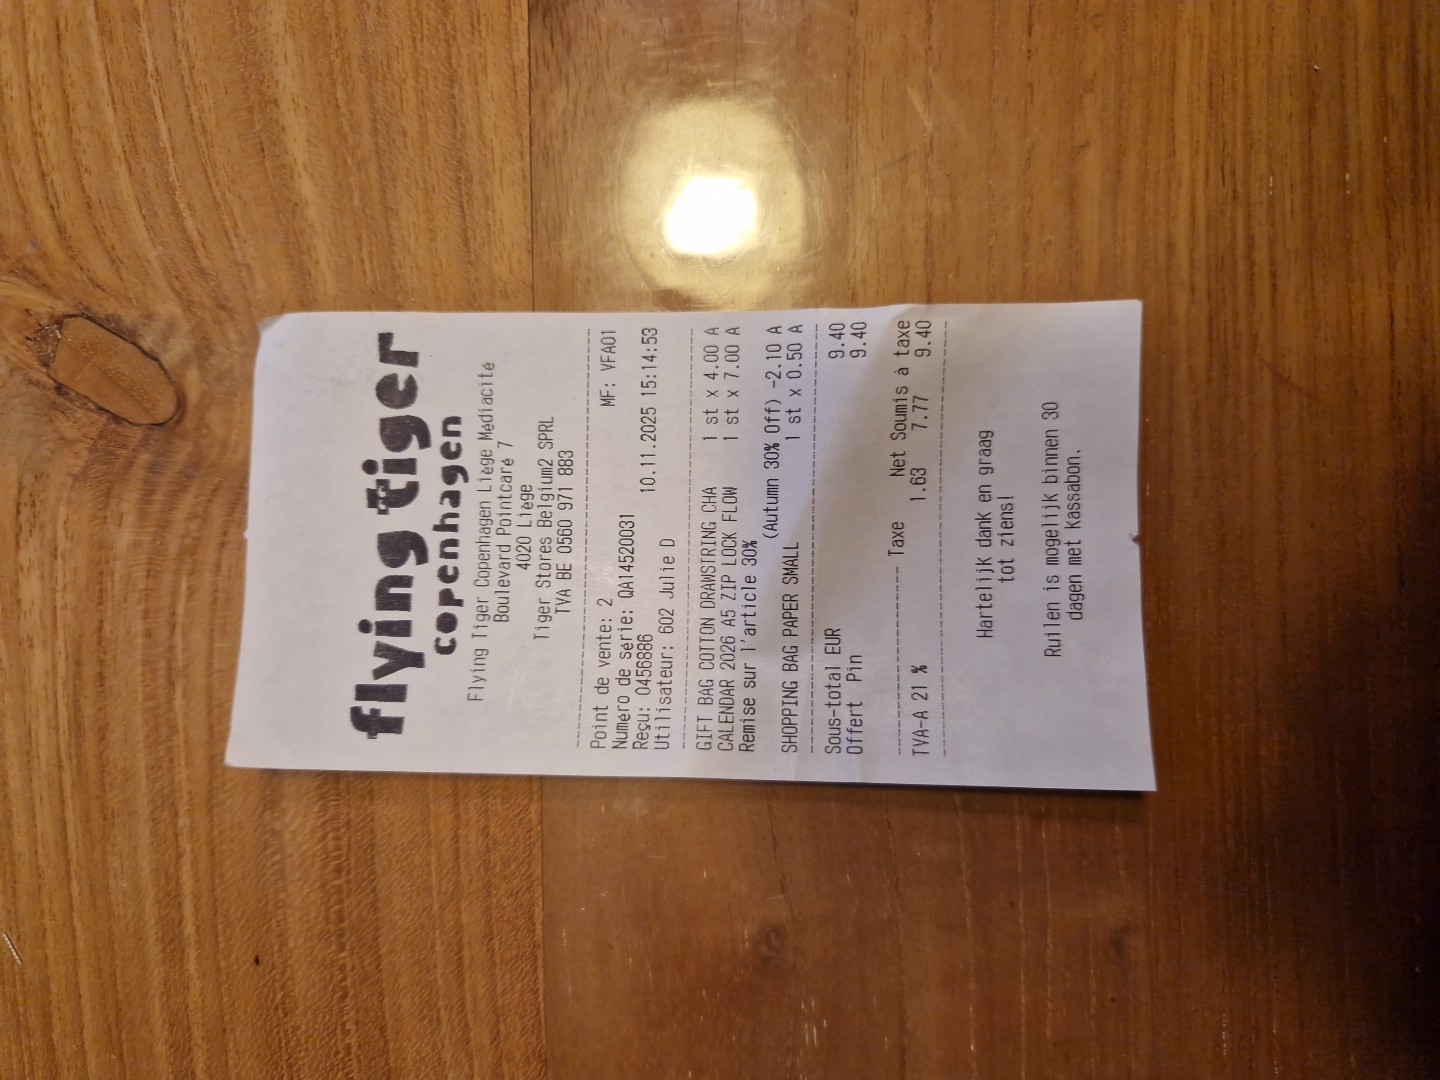 flying tiger
copenhagen
Flying Tiger Copenhagen Liège Médiacité
Boulevard Pointcaré 7
4020 Liège
Tiger Stores Belgium2 SPRL
TVA BE 0560 971 883
Point de vente: 2 MF: VFA01
Numéro de série: QA14520031
Reçu: 0456886 10.11.2025 15:14:53
Utilisateur: 602 Julie D
GIFT BAG COTTON DRAWSTRING CHA 1 st x 4.00 A
CALENDAR 2026 A5 ZIP LOCK FLOW 1 st x 7.00 A
Remise sur l'article 30%
(Autumn 30% Off) -2.10 A
SHOPPING BAG PAPER SMALL 1 st x 0.50 A
Sous-total EUR 9.40
Offert Pin 9.40
Taxe Net Soumis à taxe
TVA-A 21 % 1.63 7.77 9.40
Hartelijk dank en graag
tot ziens!
Ruilen is mogelijk binnen 30
dagen met kassabon.